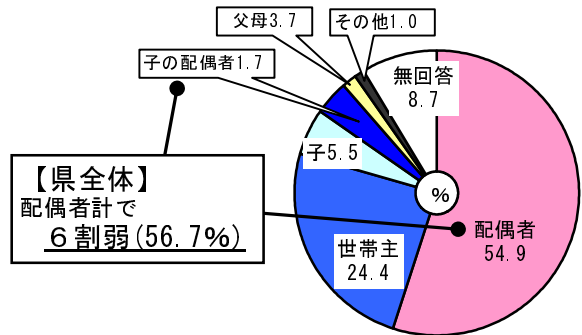 父母3.7
その他1.0
子の配偶者1.7
無回答
8.7
子5.5
【県全体】
配偶者計で
６割弱(56.7%)
%
配偶者
54.9
世帯主
24.4